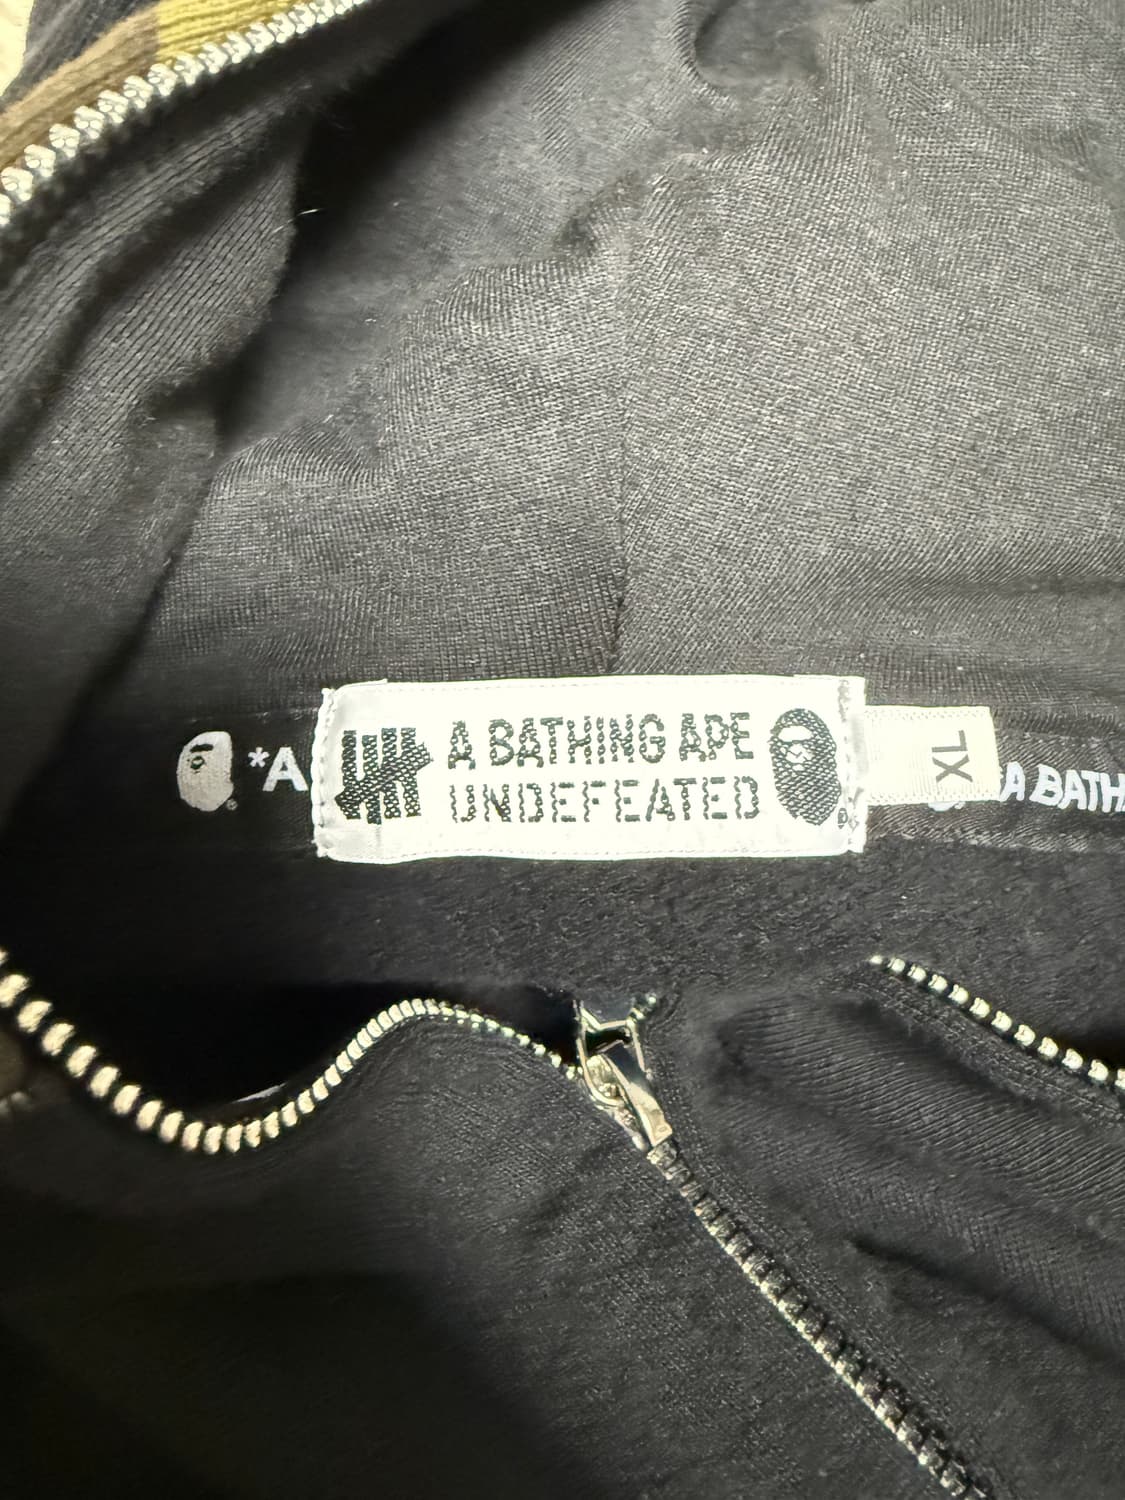 *A
A BATHING APE
UNDEFEATED
XL
A BATH